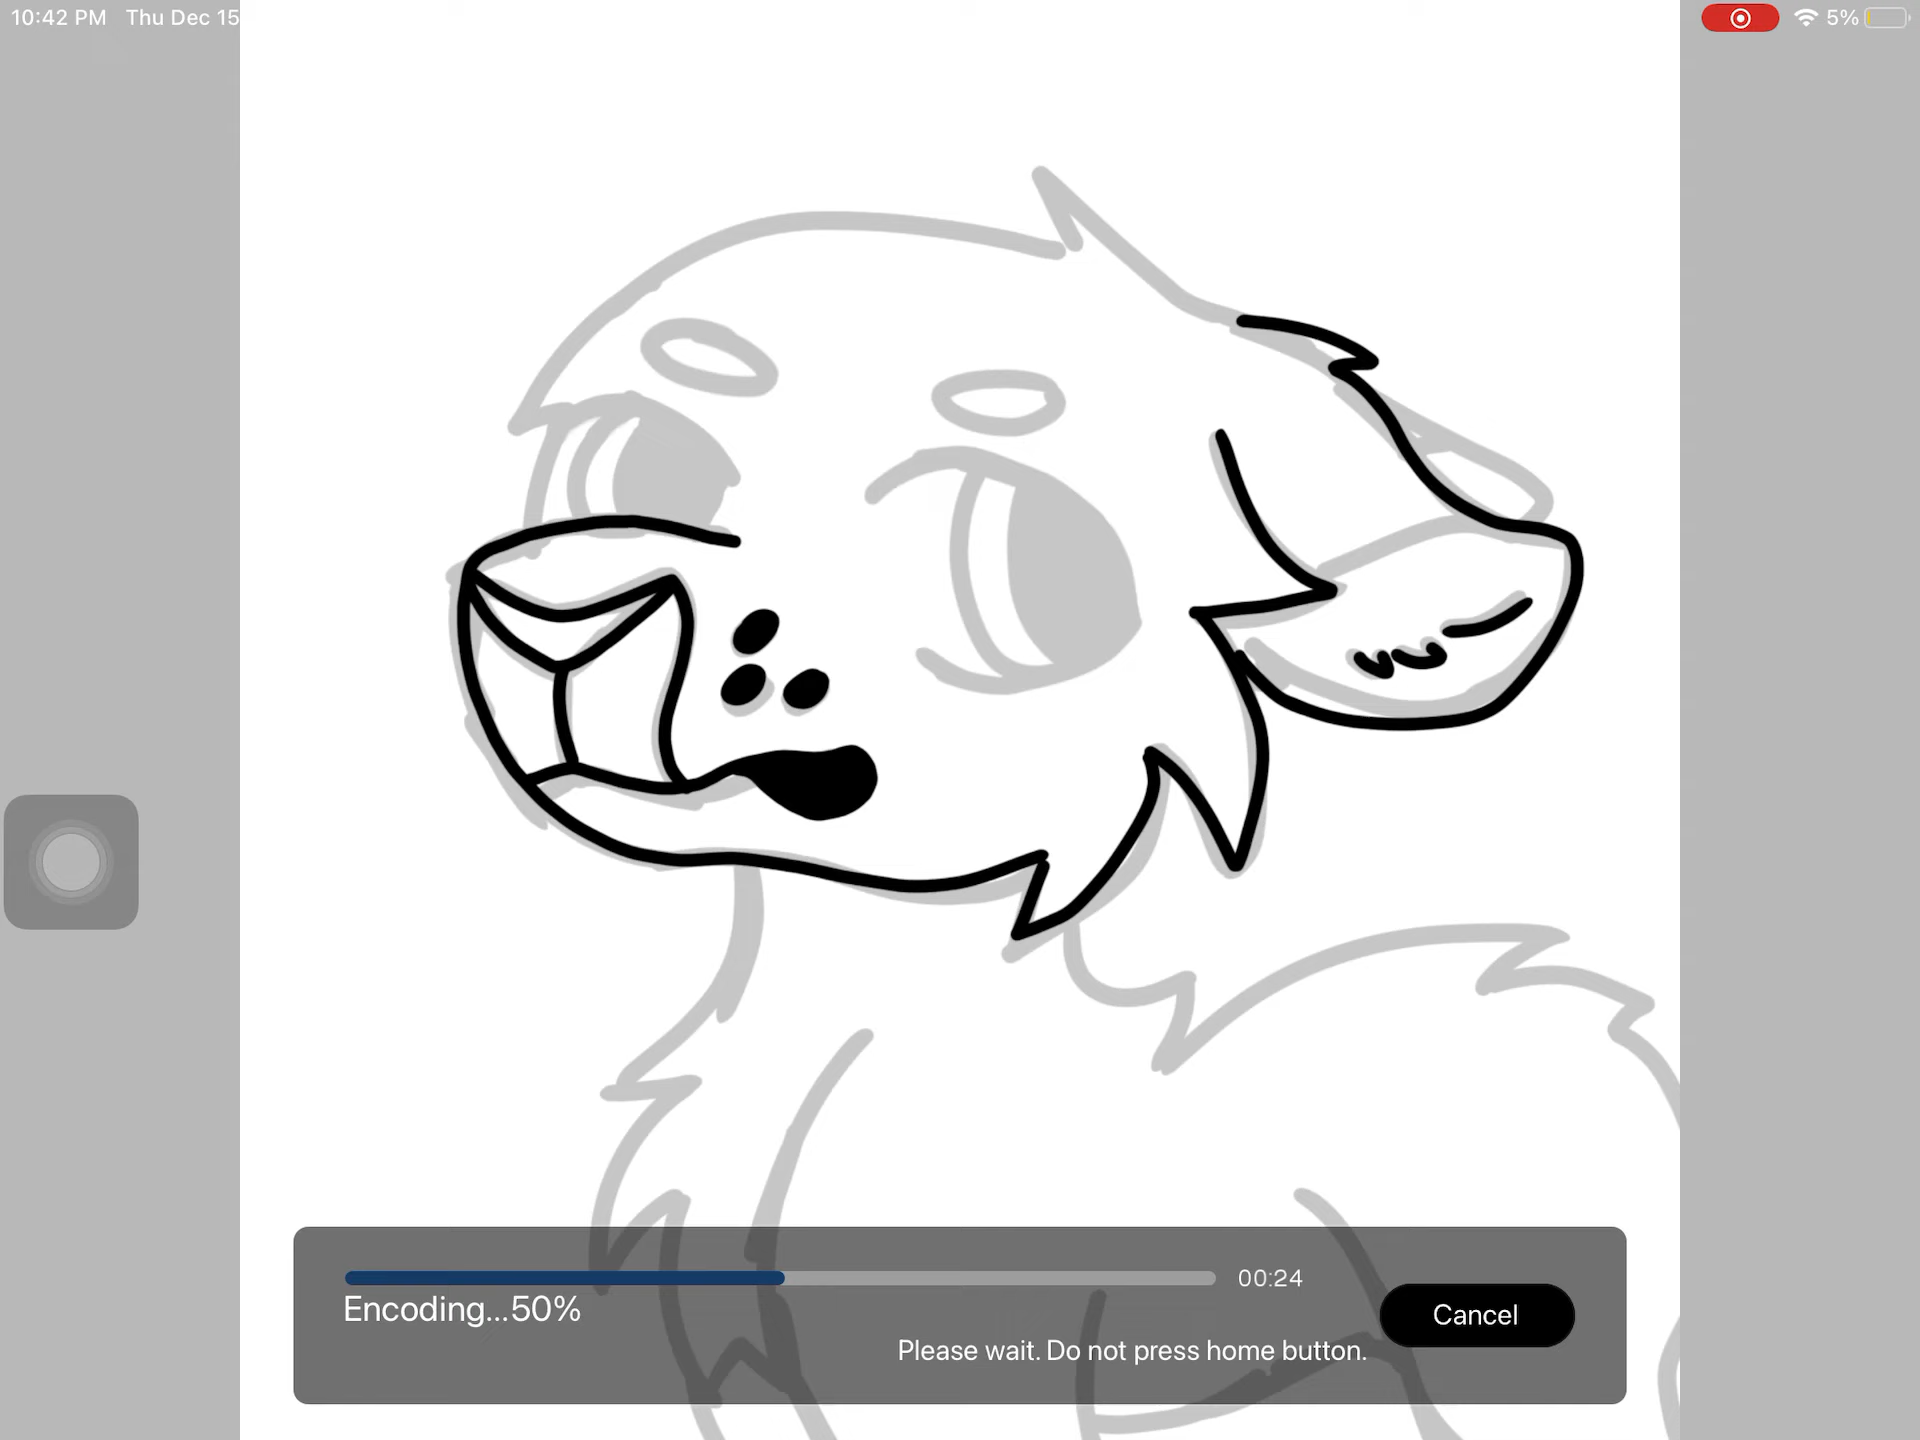 10:42 PM Thu Dec 15
5%
00:24
Encoding...50%
Cancel
Please wait. Do not press home button.